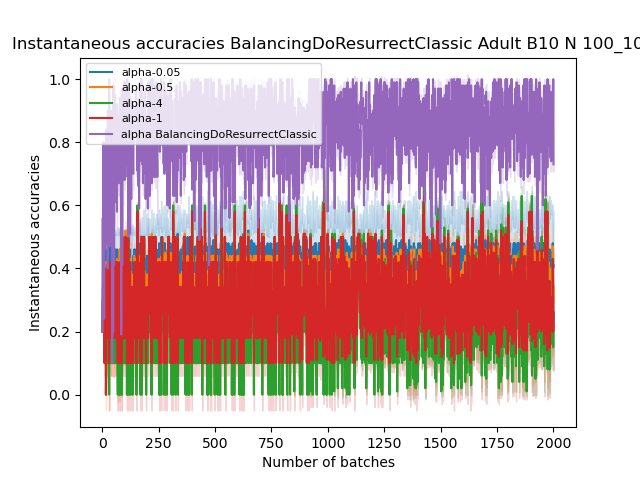 Instantaneous accuracies BalancingDoResurrectClassic Adult B10 N 100_10
alpha-0.05
alpha-0.5
alpha-4
alpha-1
alpha BalancingDoResurrectClassic
Instantaneous accuracies
1.0
0.8
0.6
0.4
0.2
0.0
0 250 500 750 1000 1250 1500 1750 2000
Number of batches